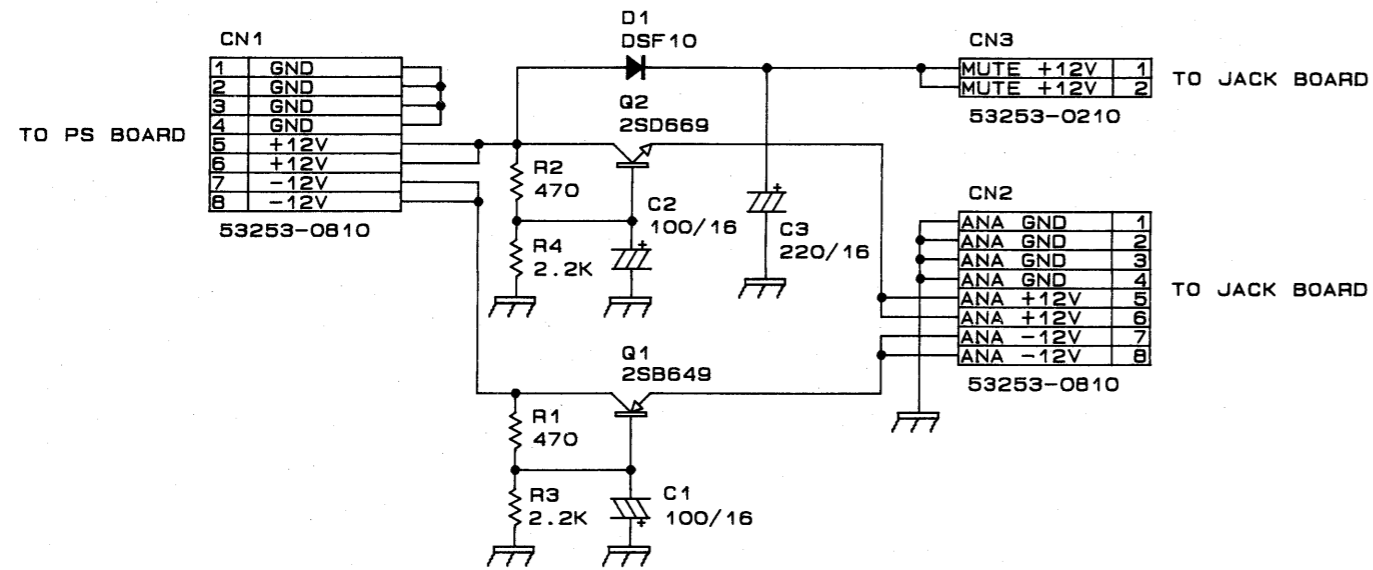 CN1
1 GND
2 GND
3 GND
4 GND
5 +12V
6 +12V
7 -12V
8 -12V
53253-0810
TO PS BOARD
D1
DSF10
Q2
2SD669
R2
470
R4
2.2K
C2
100/16
C3
220/16
Q1
2SB649
R1
470
R3
2.2K
C1
100/16
CN3
MUTE +12V 1
MUTE +12V 2
53253-0210
TO JACK BOARD
CN2
ANA GND 1
ANA GND 2
ANA GND 3
ANA GND 4
ANA +12V 5
ANA +12V 6
ANA -12V 7
ANA -12V 8
53253-0810
TO JACK BOARD